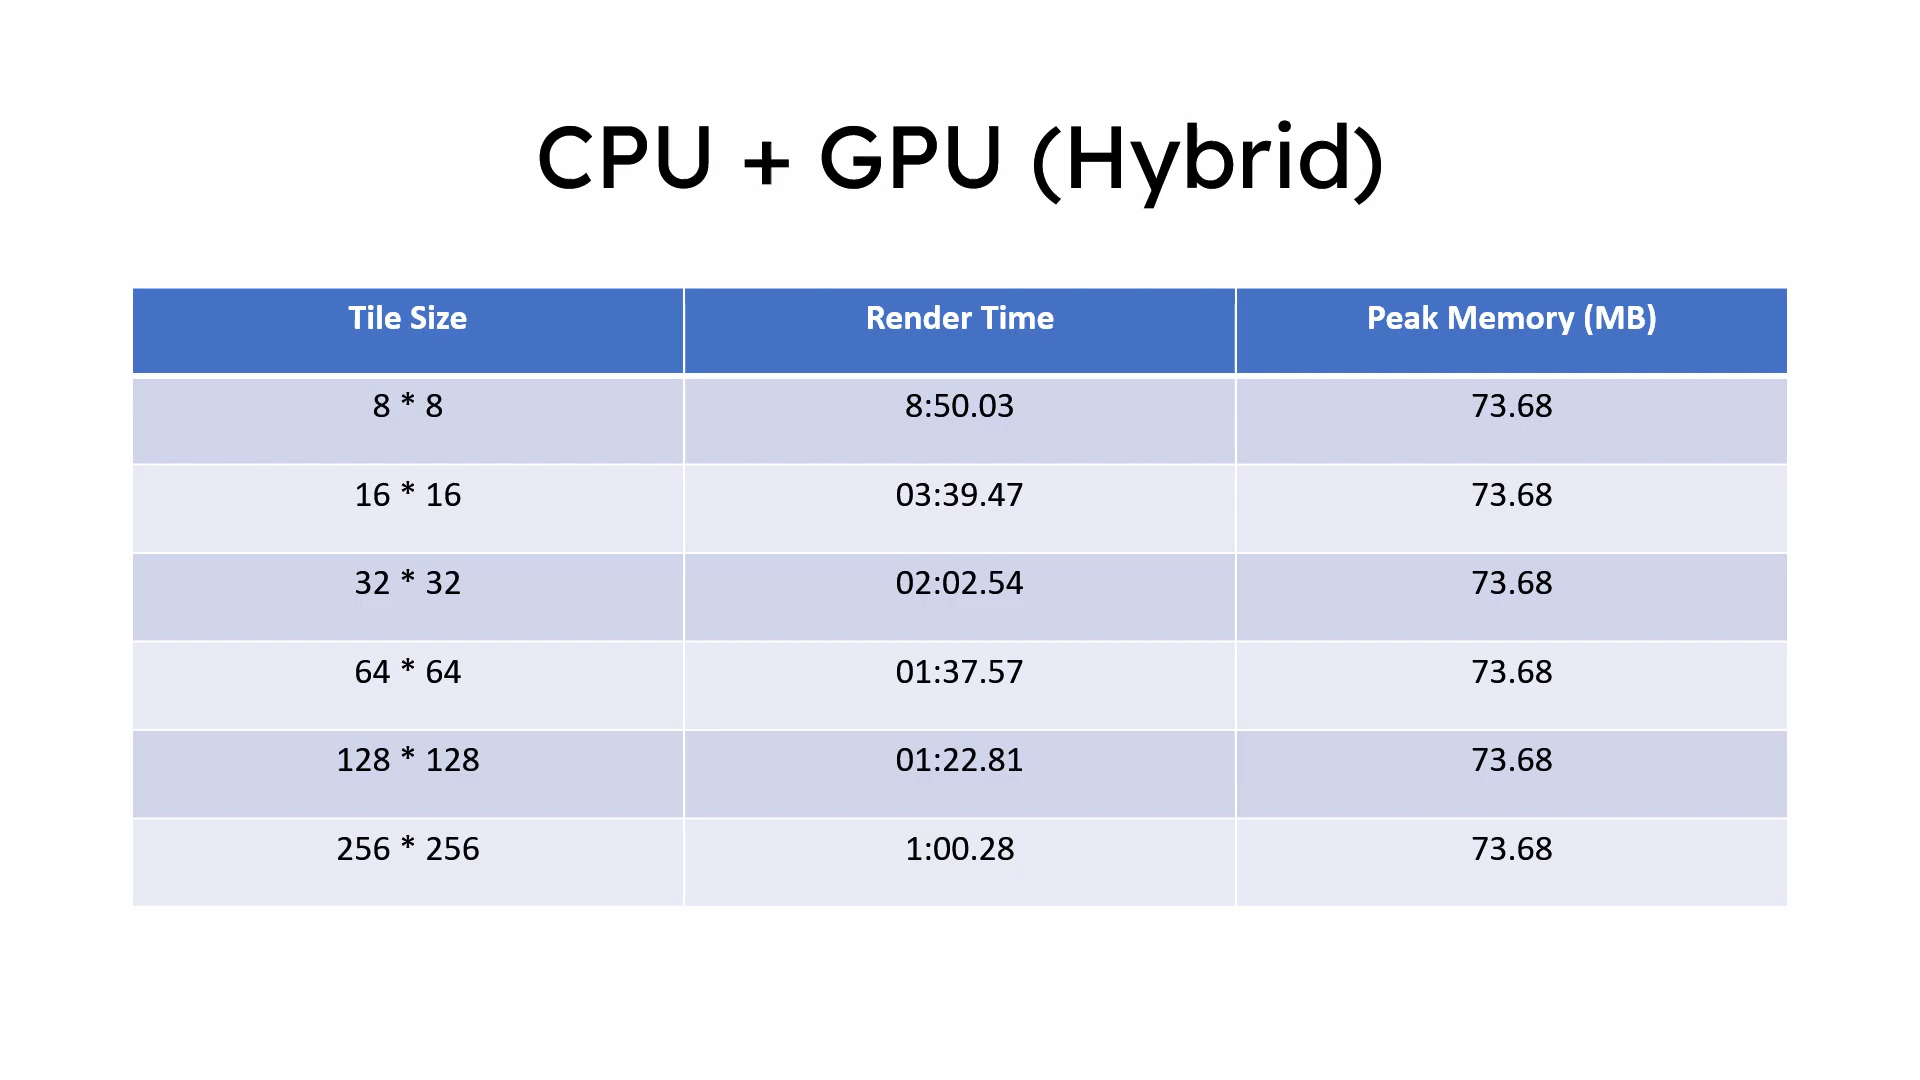 CPU + GPU (Hybrid)
Tile Size Render Time Peak Memory (MB)
8 * 8 8:50.03 73.68
16 * 16 03:39.47 73.68
32 * 32 02:02.54 73.68
64 * 64 01:37.57 73.68
128 * 128 01:22.81 73.68
256 * 256 1:00.28 73.68